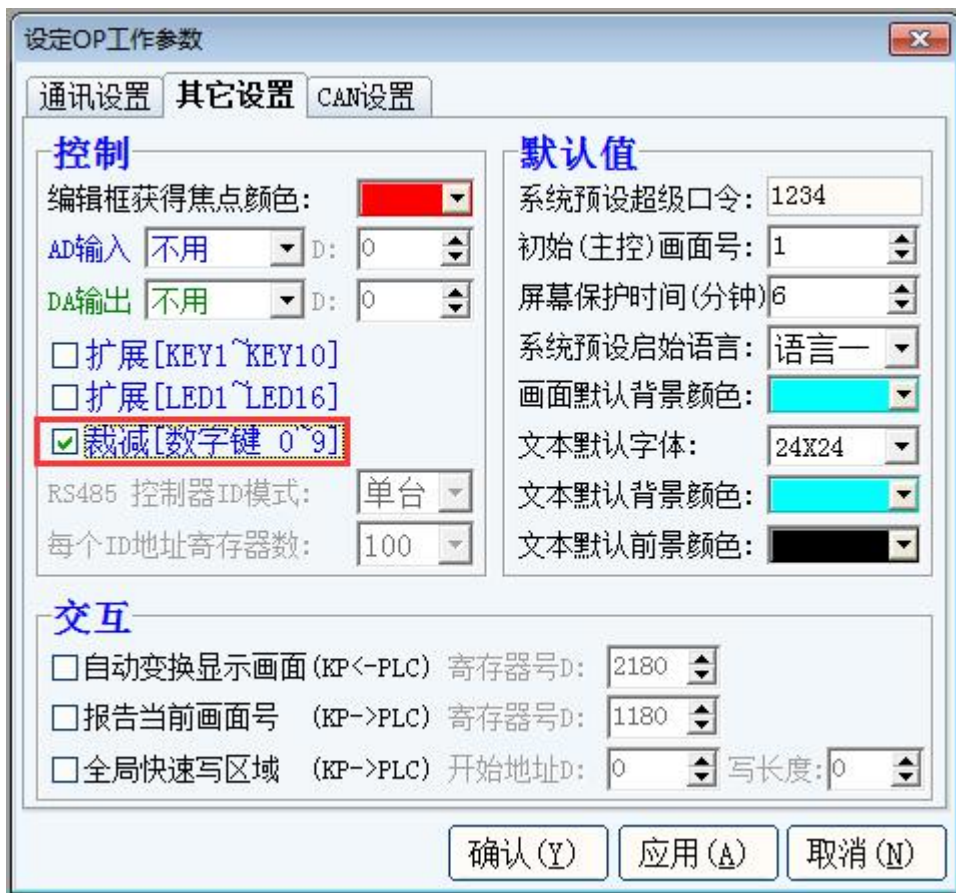 设定OP工作参数
通讯设置 其它设置 CAN设置
控制
编辑框获得焦点颜色:
AD输入 不用 D: 0
DA输出 不用 D: 0
扩展[KEY1~KEY10]
扩展[LED1~LED16]
裁减[数字键 0~9]
RS485 控制器ID模式: 单台
每个ID地址寄存器数: 100
默认值
系统预设超级口令: 1234
初始(主控)画面号: 1
屏幕保护时间(分钟) 6
系统预设启始语言: 语言一
画面默认背景颜色:
文本默认字体: 24X24
文本默认背景颜色:
文本默认前景颜色:
交互
自动变换显示画面(KP<-PLC) 寄存器号D: 2180
报告当前画面号 (KP->PLC) 寄存器号D: 1180
全局快速写区域 (KP->PLC) 开始地址D: 0 写长度: 0
确认(Y) 应用(A) 取消(N)